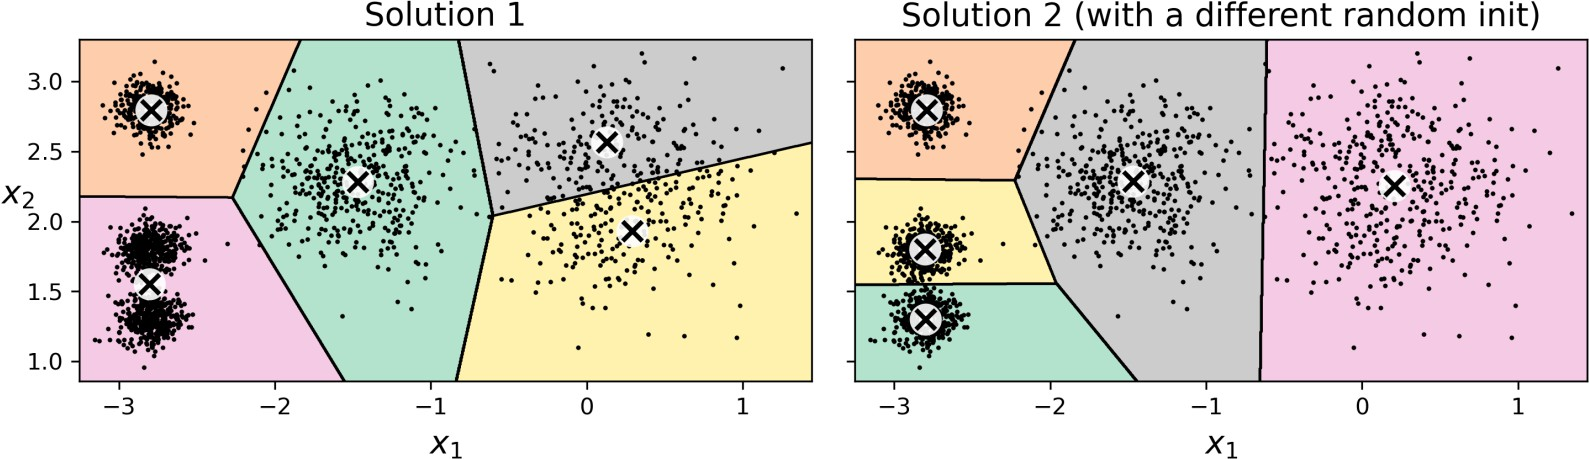 Solution 1
Solution 2 (with a different random init)
3.0
2.5
2.0
1.5
1.0
x₂
−3 −2 −1 0 1
−3 −2 −1 0 1
x₁
x₁